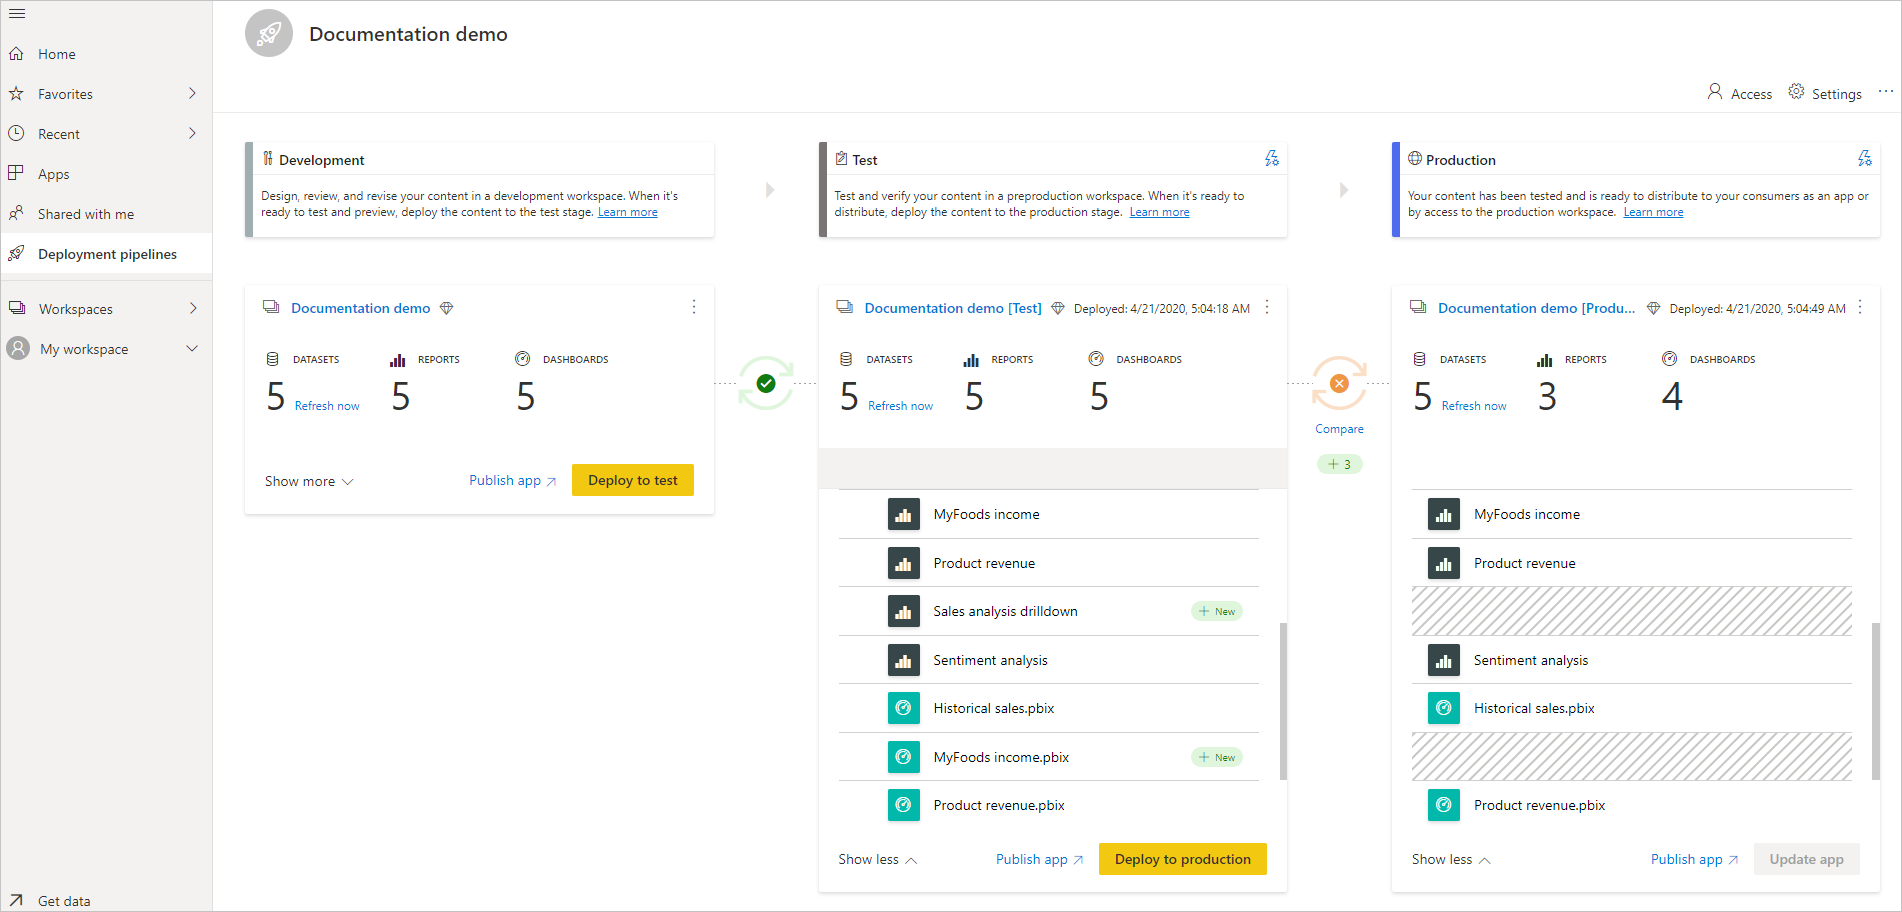 Documentation demo
Home
Favorites
Recent
Apps
Shared with me
Deployment pipelines
Workspaces
My workspace
Get data
Access
Settings
Development
Design, review, and revise your content in a development workspace. When it's
ready to test and preview, deploy the content to the test stage. Learn more
Test
Test and verify your content in a preproduction workspace. When it's ready to
distribute, deploy the content to the production stage. Learn more
Production
Your content has been tested and is ready to distribute to your consumers as an app or
by access to the production workspace. Learn more
Documentation demo
DATASETS REPORTS DASHBOARDS
5 Refresh now 5 5
Show more Publish app Deploy to test
Documentation demo [Test] Deployed: 4/21/2020, 5:04:18 AM
DATASETS REPORTS DASHBOARDS
5 Refresh now 5 5
MyFoods income
Product revenue
Sales analysis drilldown + New
Sentiment analysis
Historical sales.pbix
MyFoods income.pbix + New
Product revenue.pbix
Show less Publish app Deploy to production
Compare
+ 3
Documentation demo [Produ... Deployed: 4/21/2020, 5:04:49 AM
DATASETS REPORTS DASHBOARDS
5 Refresh now 3 4
MyFoods income
Product revenue
Sentiment analysis
Historical sales.pbix
Product revenue.pbix
Show less Publish app Update app